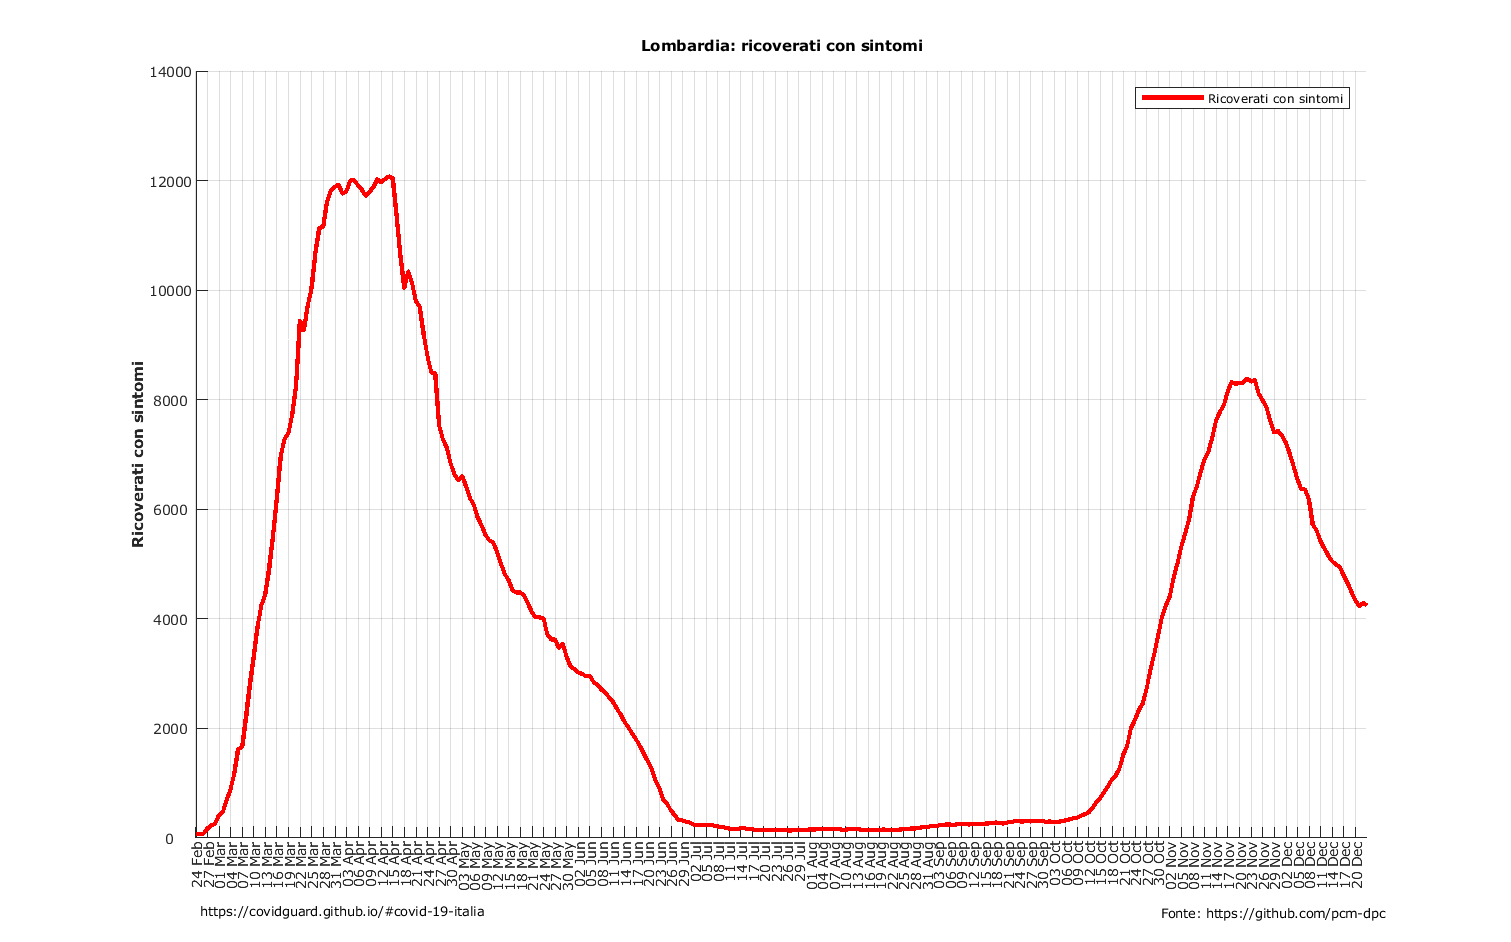 Lombardia: ricoverati con sintomi
Ricoverati con sintomi
14000
12000
10000
8000
6000
4000
2000
0
Ricoverati con sintomi
24 Feb
27 Feb
01 Mar
04 Mar
07 Mar
10 Mar
13 Mar
16 Mar
19 Mar
22 Mar
25 Mar
28 Mar
31 Mar
03 Apr
06 Apr
09 Apr
12 Apr
15 Apr
18 Apr
21 Apr
24 Apr
27 Apr
30 Apr
03 May
06 May
09 May
12 May
15 May
18 May
21 May
24 May
27 May
30 May
02 Jun
05 Jun
08 Jun
11 Jun
14 Jun
17 Jun
20 Jun
23 Jun
26 Jun
29 Jun
02 Jul
05 Jul
08 Jul
11 Jul
14 Jul
17 Jul
20 Jul
23 Jul
26 Jul
29 Jul
01 Aug
04 Aug
07 Aug
10 Aug
13 Aug
16 Aug
19 Aug
22 Aug
25 Aug
28 Aug
31 Aug
03 Sep
06 Sep
09 Sep
12 Sep
15 Sep
18 Sep
21 Sep
24 Sep
27 Sep
30 Sep
03 Oct
06 Oct
09 Oct
12 Oct
15 Oct
18 Oct
21 Oct
24 Oct
27 Oct
30 Oct
02 Nov
05 Nov
08 Nov
11 Nov
14 Nov
17 Nov
20 Nov
23 Nov
26 Nov
29 Nov
02 Dec
05 Dec
08 Dec
11 Dec
14 Dec
17 Dec
20 Dec
https://covidguard.github.io/#covid-19-italia
Fonte: https://github.com/pcm-dpc